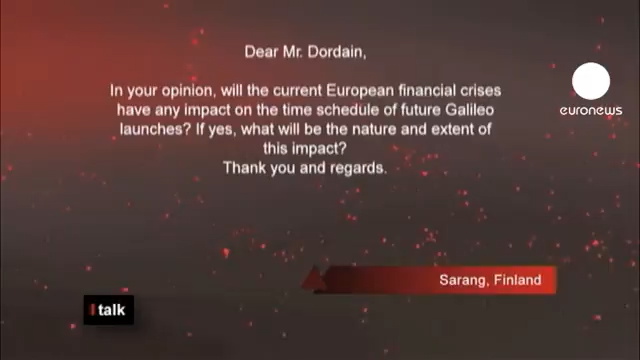 Dear Mr. Dordain,
In your opinion, will the current European financial crises
have any impact on the time schedule of future Galileo
launches? If yes, what will be the nature and extent of
this impact?
Thank you and regards.
euronews
Sarang, Finland
I talk